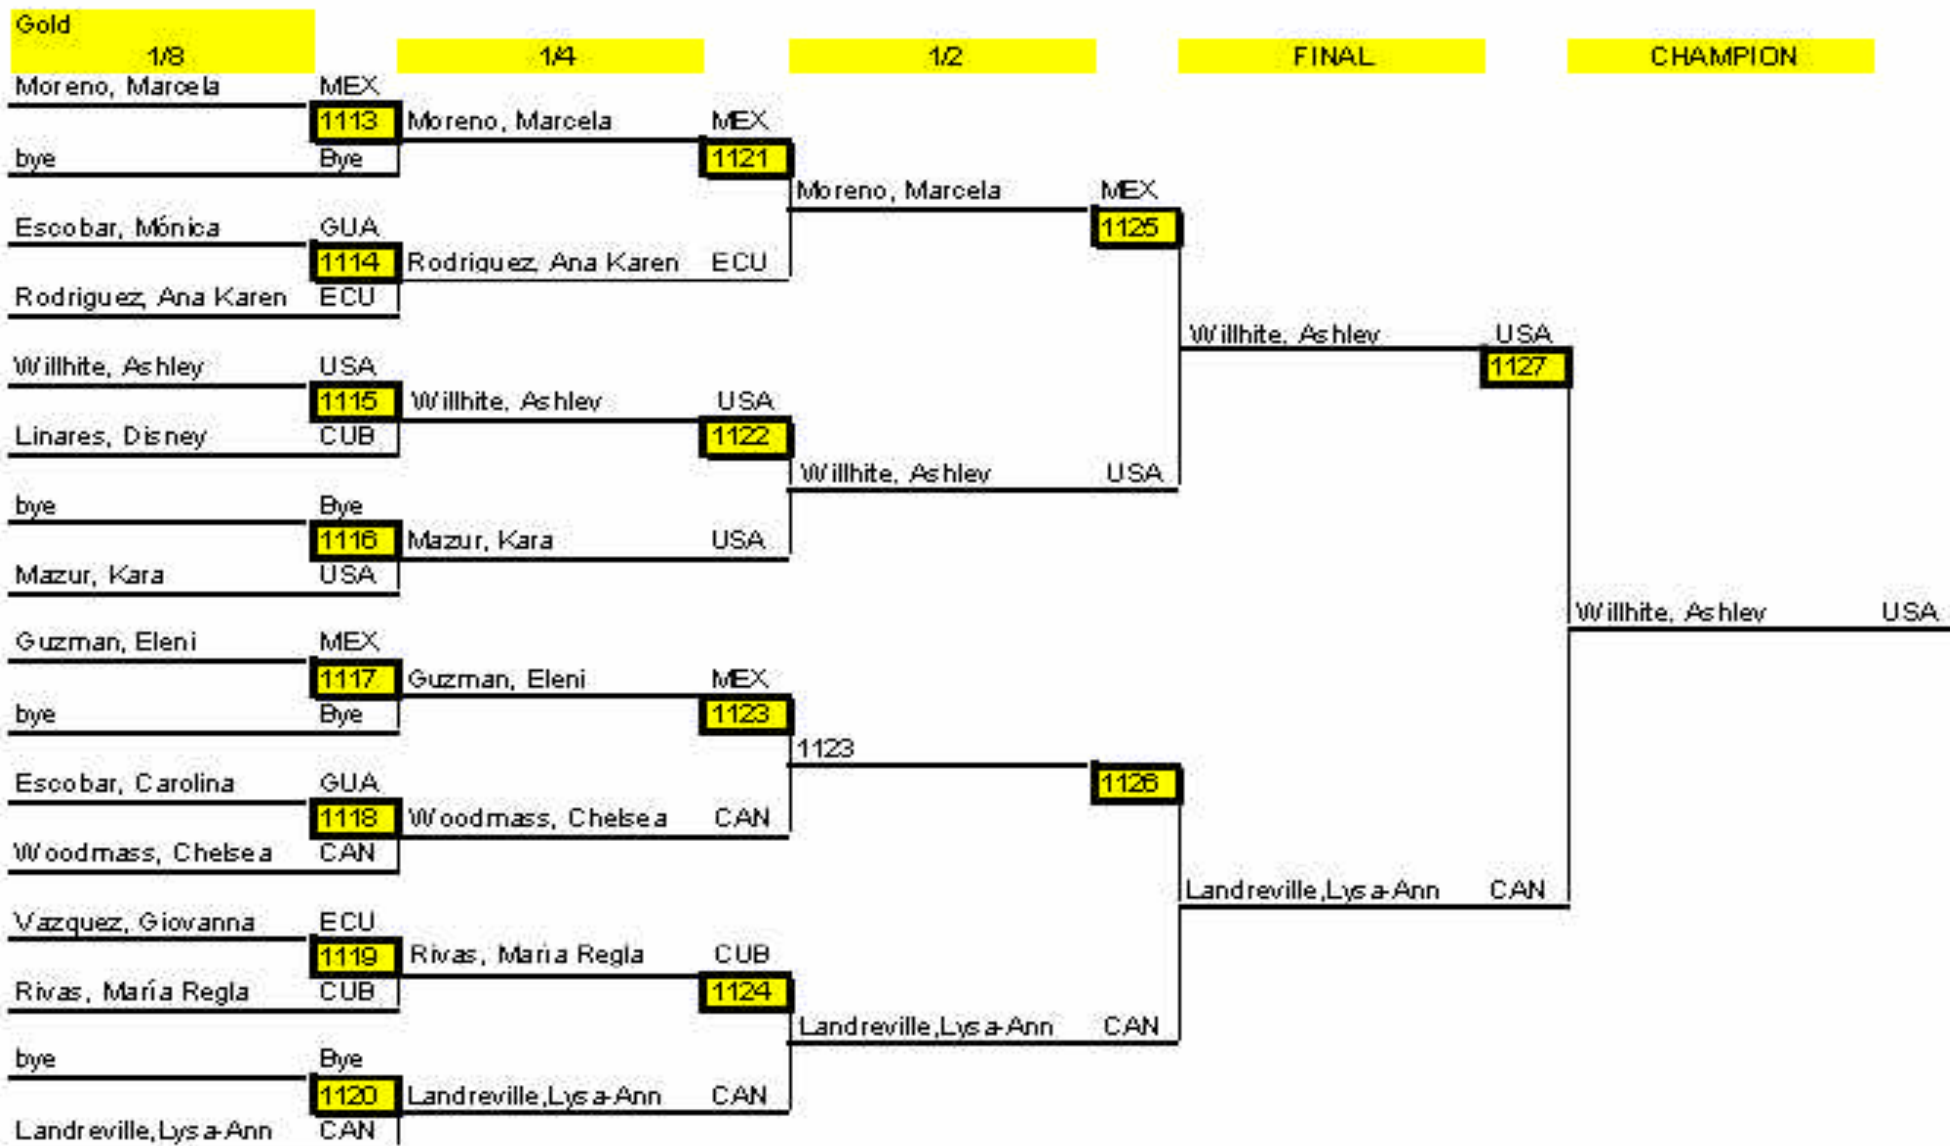 Gold
1/8 1/4 1/2 FINAL CHAMPION
Moreno, Marcela MEX
1113 Moreno, Marcela MEX
bye Bye
1121
Moreno, Marcela MEX
Escobar, Mónica GUA
1125
1114 Rodriguez, Ana Karen ECU
Rodriguez, Ana Karen ECU
Willhite, Ashley USA
Willhite, Ashley USA
1127
1115 Willhite, Ashley USA
Linares, Disney CUB
1122
Willhite, Ashley USA
bye Bye
1116 Mazur, Kara USA
Mazur, Kara USA
Willhite, Ashley USA
Guzman, Eleni MEX
1117 Guzman, Eleni MEX
bye Bye
1123
1123
Escobar, Carolina GUA
1126
1118 Woodmass, Chelsea CAN
Woodmass, Chelsea CAN
Landreville,Lysa-Ann CAN
Vazquez, Giovanna ECU
1119 Rivas, Maria Regla CUB
Rivas, María Regla CUB
1124
Landreville,Lysa-Ann CAN
bye Bye
1120 Landreville,Lysa-Ann CAN
Landreville,Lysa-Ann CAN